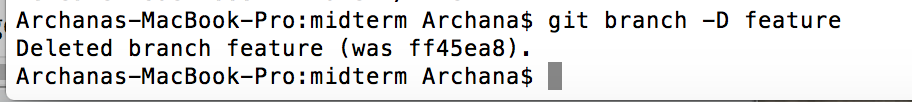 Archanas-MacBook-Pro:midterm Archana$ git branch -D feature
Deleted branch feature (was ff45ea8).
Archanas-MacBook-Pro:midterm Archana$